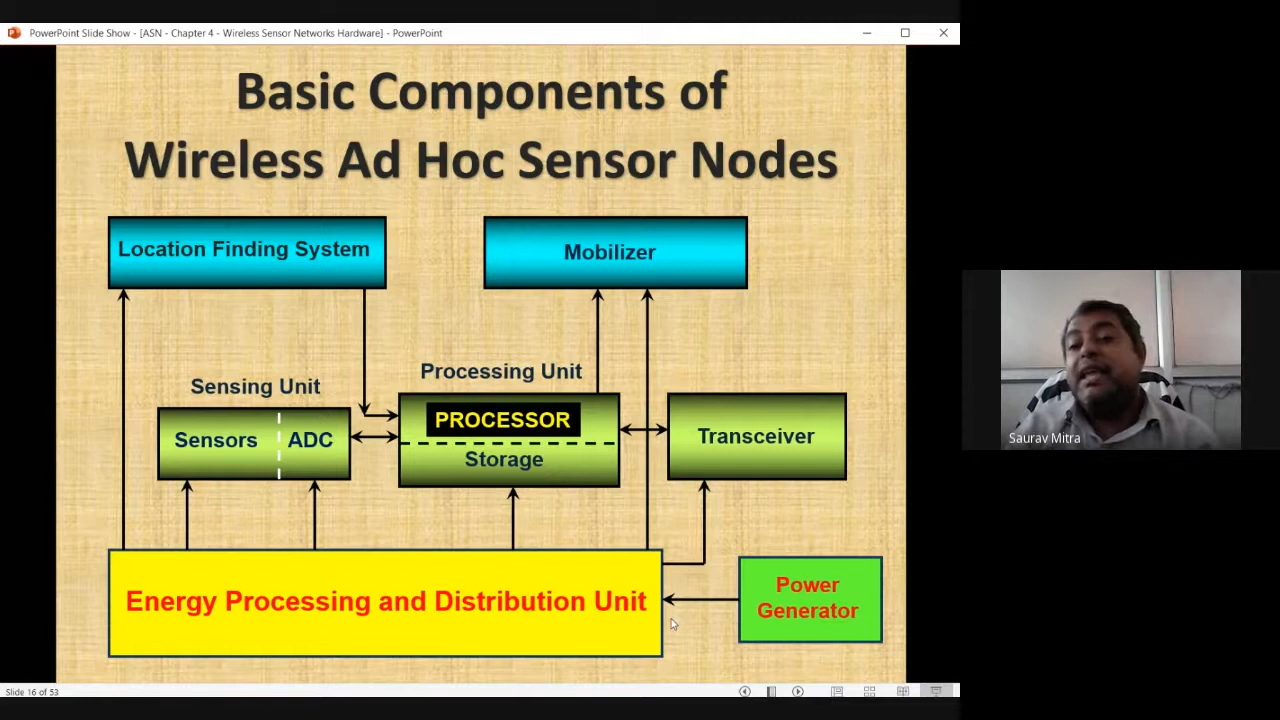 PowerPoint Slide Show - [ASN - Chapter 4 - Wireless Sensor Networks Hardware] - PowerPoint
Basic Components of
Wireless Ad Hoc Sensor Nodes
Location Finding System
Mobilizer
Sensing Unit
Processing Unit
Sensors
ADC
PROCESSOR
Storage
Transceiver
Energy Processing and Distribution Unit
Power
Generator
Saurav Mitra
Slide 16 of 53